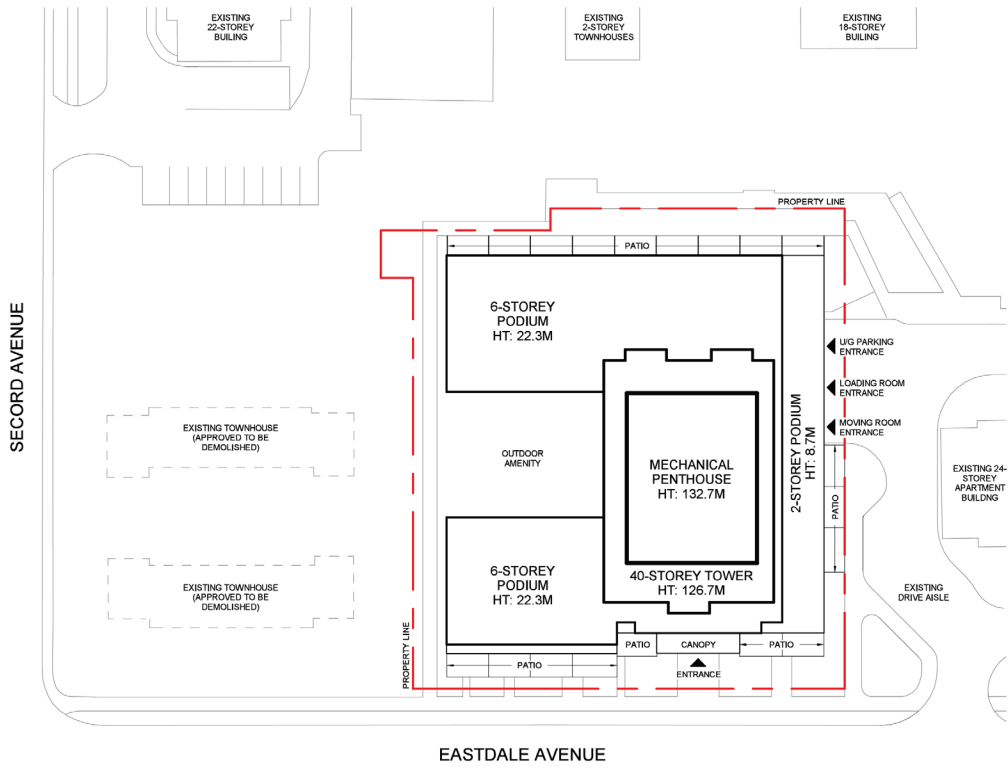 EXISTING
22-STOREY
BUILING
EXISTING
2-STOREY
TOWNHOUSES
EXISTING
18-STOREY
BUILING
PROPERTY LINE
PATIO
6-STOREY
PODIUM
HT: 22.3M
U/G PARKING
ENTRANCE
LOADING ROOM
ENTRANCE
MOVING ROOM
ENTRANCE
2-STOREY PODIUM
HT: 8.7M
SECORD AVENUE
EXISTING TOWNHOUSE
(APPROVED TO BE
DEMOLISHED)
OUTDOOR
AMENITY
MECHANICAL
PENTHOUSE
HT: 132.7M
PATIO
EXISTING 24-
STOREY
APARTMENT
BUILDNG
6-STOREY
PODIUM
HT: 22.3M
40-STOREY TOWER
HT: 126.7M
EXISTING TOWNHOUSE
(APPROVED TO BE
DEMOLISHED)
EXISTING
DRIVE AISLE
PROPERTY LINE
PATIO
PATIO
CANOPY
PATIO
ENTRANCE
EASTDALE AVENUE